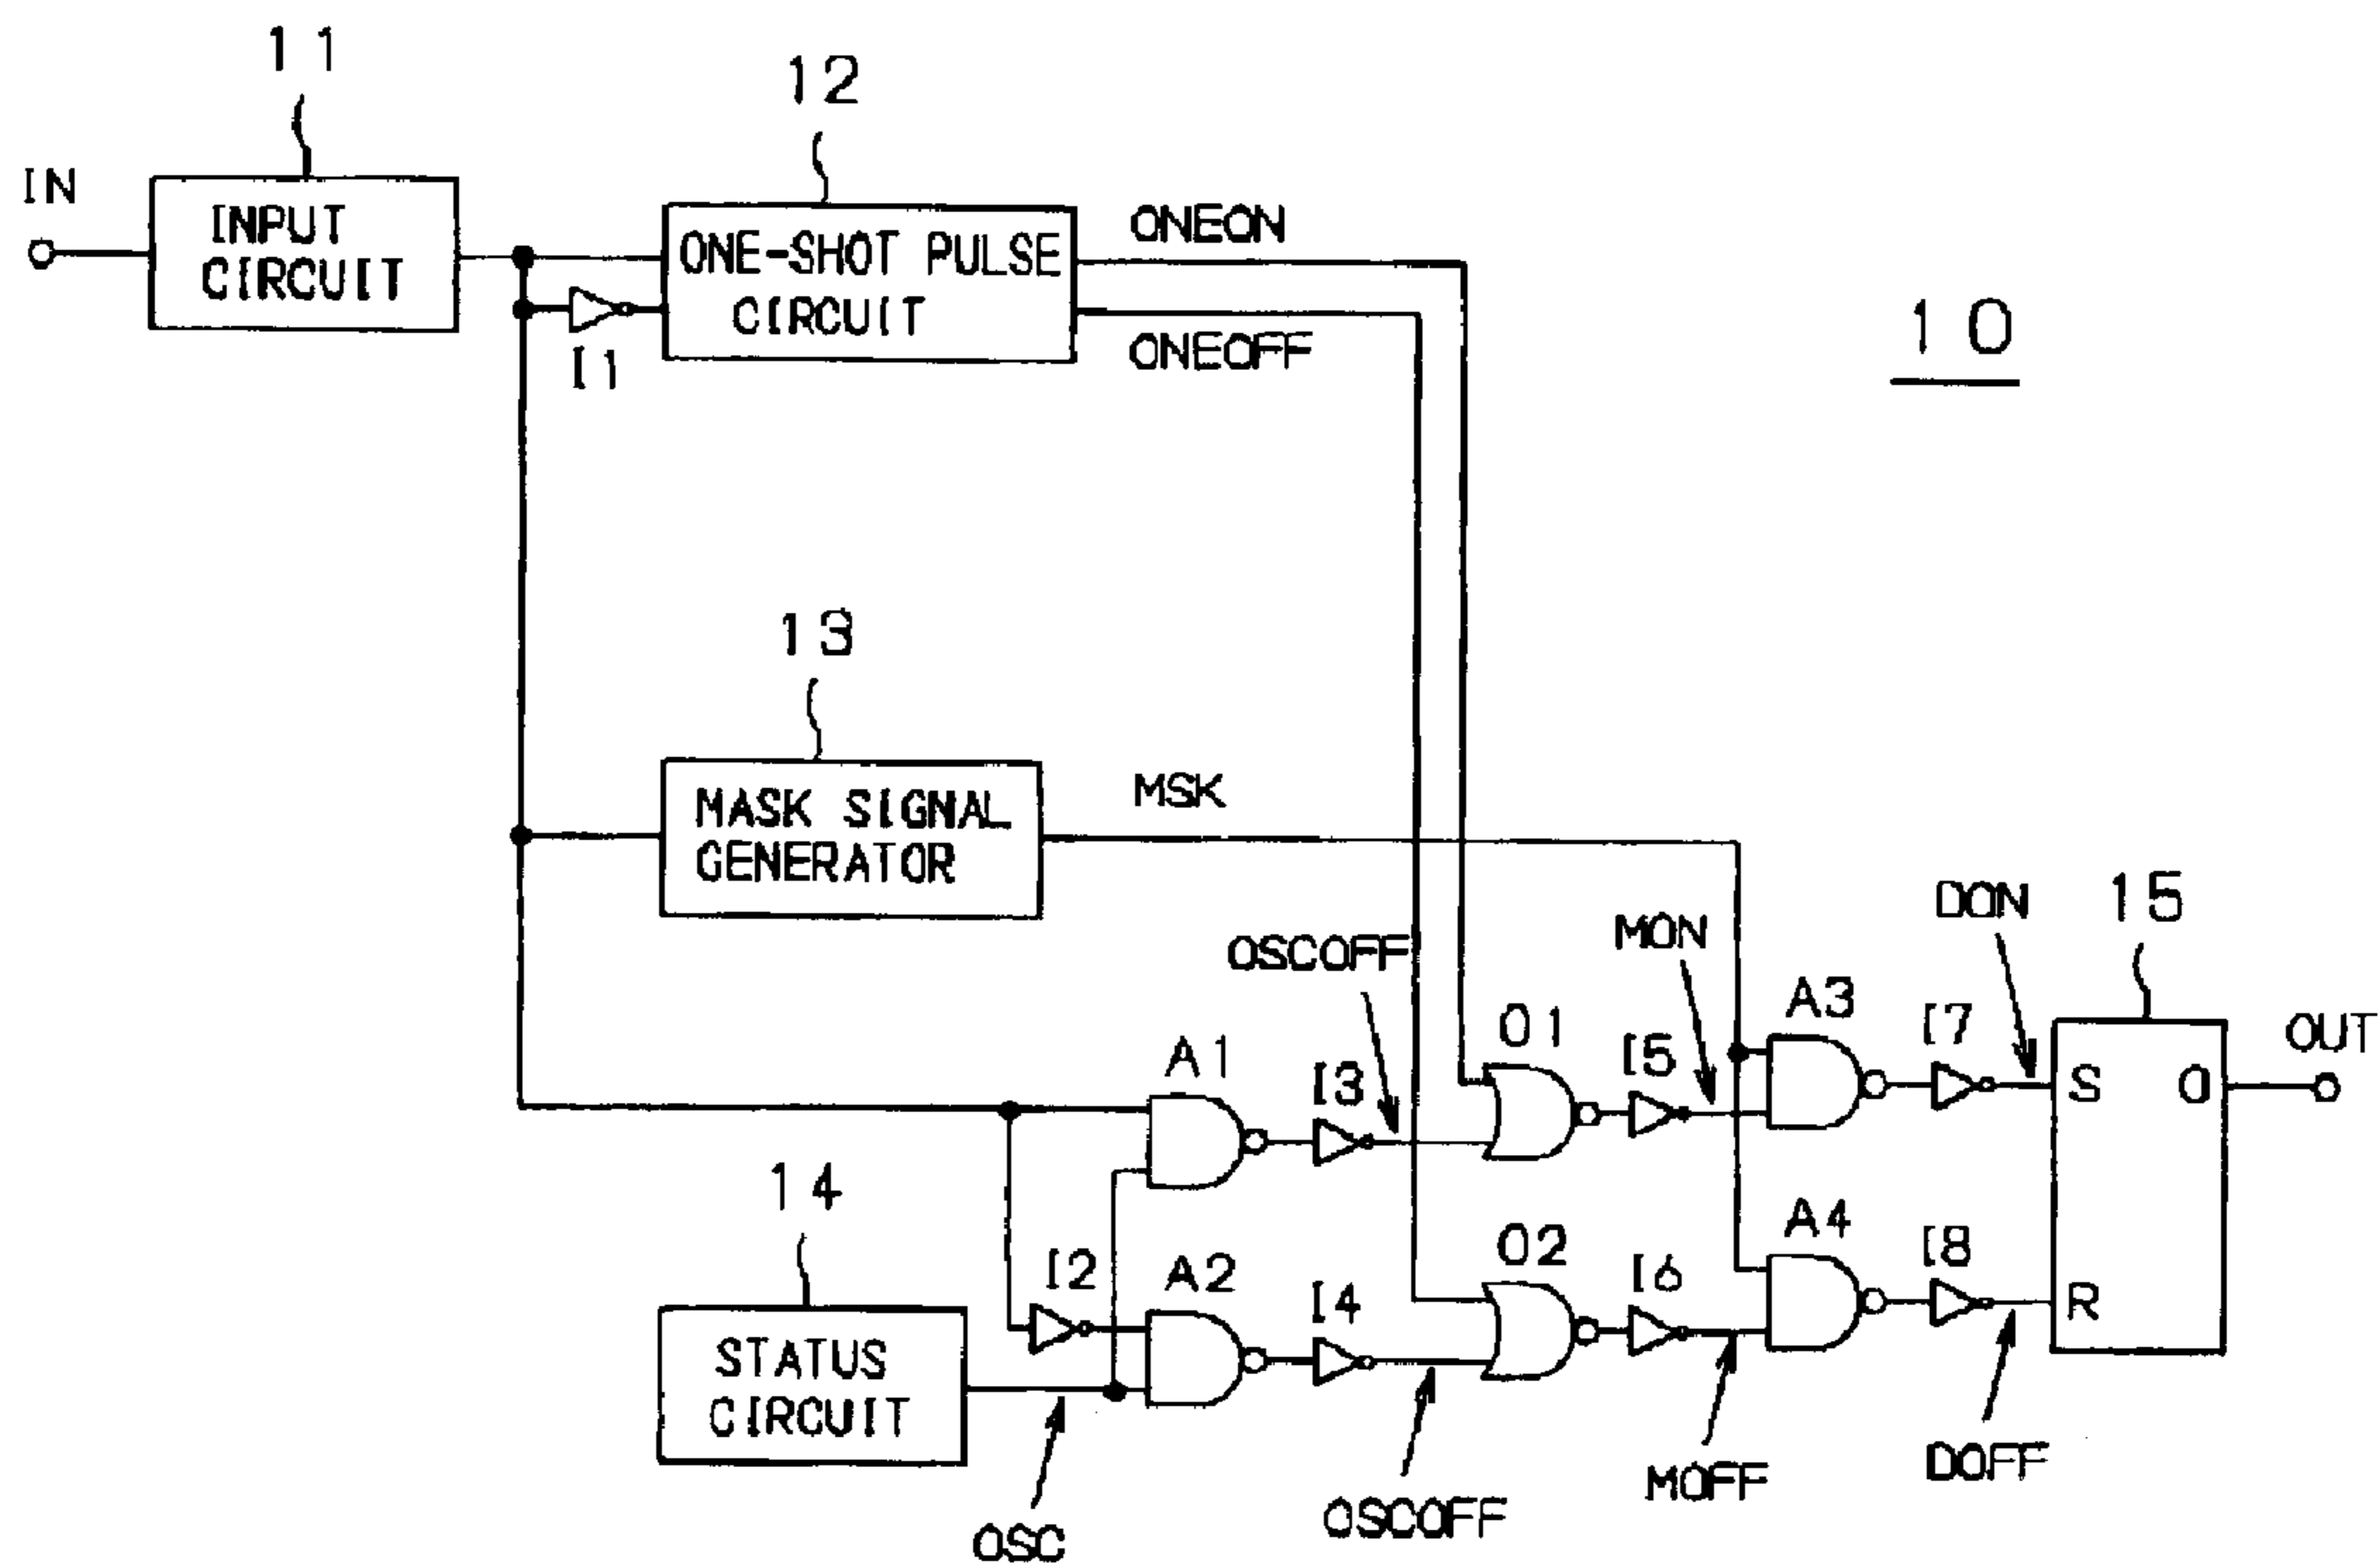 11
12
IN
INPUT
CIRCUIT
ONE-SHOT PULSE
CIRCUIT
I1
ONEON
ONEOFF
10
13
MASK SIGNAL
GENERATOR
MSK
OSCOFF
MON
DON
15
A1
I3
O1
I5
A3
I7
S
O
OUT
14
STATUS
CIRCUIT
I2
A2
I4
O2
I6
A4
I8
R
OSC
OSCOFF
MOFF
DOFF